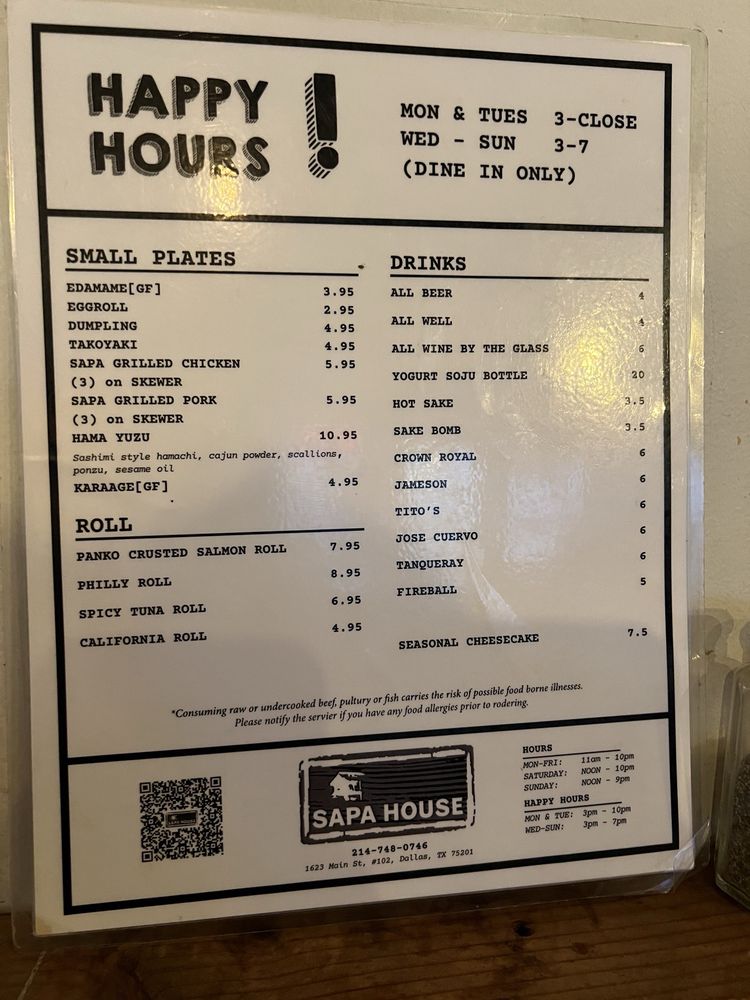 HAPPY
HOURS
!
MON & TUES 3-CLOSE
WED - SUN 3-7
(DINE IN ONLY)
SMALL PLATES
EDAMAME[GF] 3.95
EGGROLL 2.95
DUMPLING 4.95
TAKOYAKI 4.95
SAPA GRILLED CHICKEN 5.95
(3) on SKEWER
SAPA GRILLED PORK 5.95
(3) on SKEWER
HAMA YUZU 10.95
Sashimi style hamachi, cajun powder, scallions,
ponzu, sesame oil
KARAAGE[GF] 4.95
ROLL
PANKO CRUSTED SALMON ROLL 7.95
PHILLY ROLL 8.95
SPICY TUNA ROLL 6.95
CALIFORNIA ROLL 4.95
DRINKS
ALL BEER 4
ALL WELL 4
ALL WINE BY THE GLASS 6
YOGURT SOJU BOTTLE 20
HOT SAKE 3.5
SAKE BOMB 3.5
CROWN ROYAL 6
JAMESON 6
TITO'S 6
JOSE CUERVO 6
TANQUERAY 6
FIREBALL 5
SEASONAL CHEESECAKE 7.5
*Consuming raw or undercooked beef, pultury or fish carries the risk of possible food borne illnesses.
Please notify the servier if you have any food allergies prior to rodering.
SAPA HOUSE
214-748-0746
1623 Main St, #102, Dallas, TX 75201
HOURS
MON-FRI: 11am - 10pm
SATURDAY: NOON - 10pm
SUNDAY: NOON - 9pm
HAPPY HOURS
MON & TUE: 3pm - 10pm
WED-SUN: 3pm - 7pm